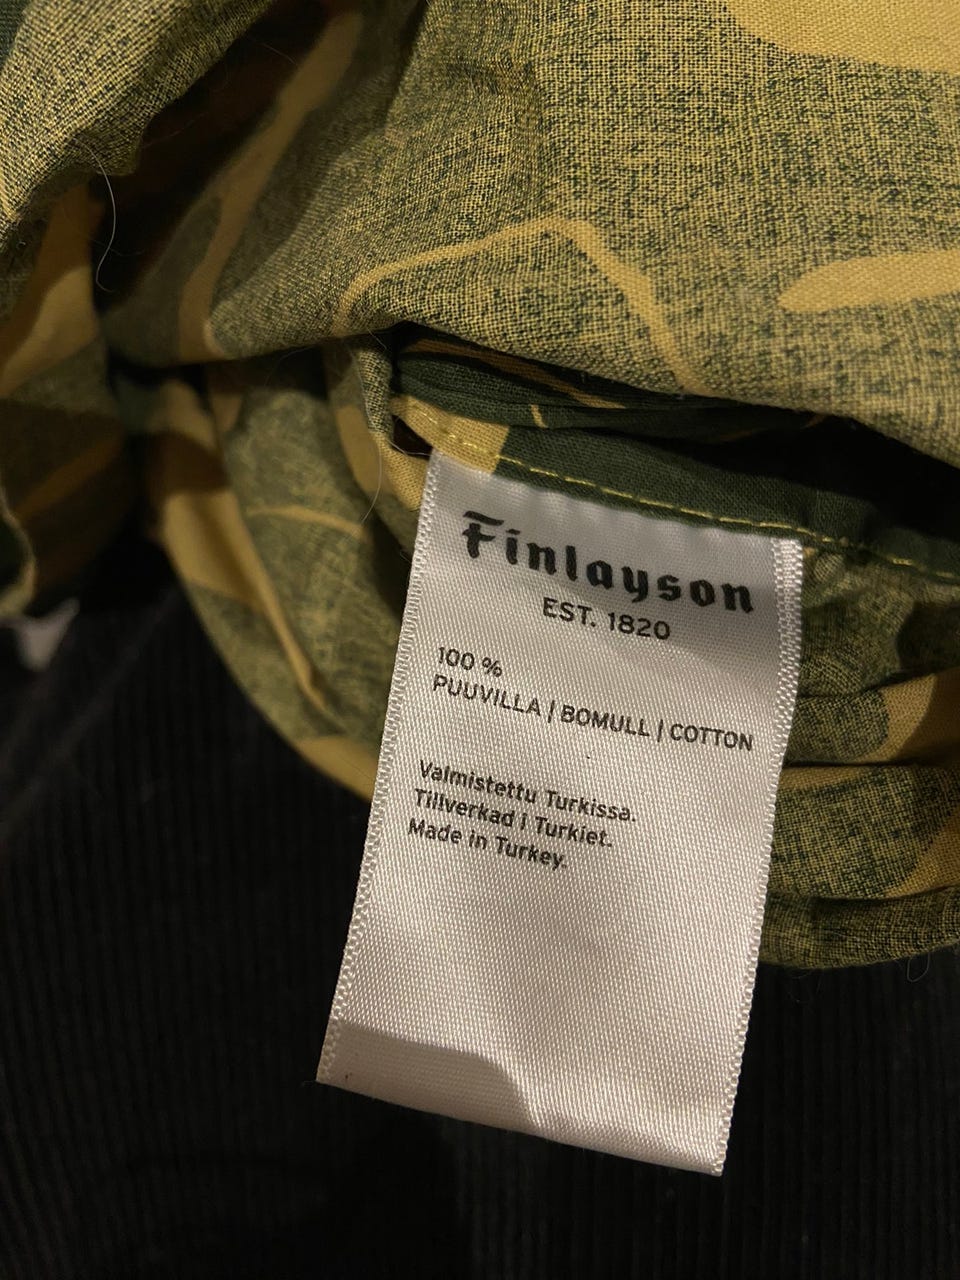 Finlayson
EST. 1820
100 %
PUUVILLA | BOMULL | COTTON
Valmistettu Turkissa.
Tillverkad i Turkiet.
Made in Turkey.